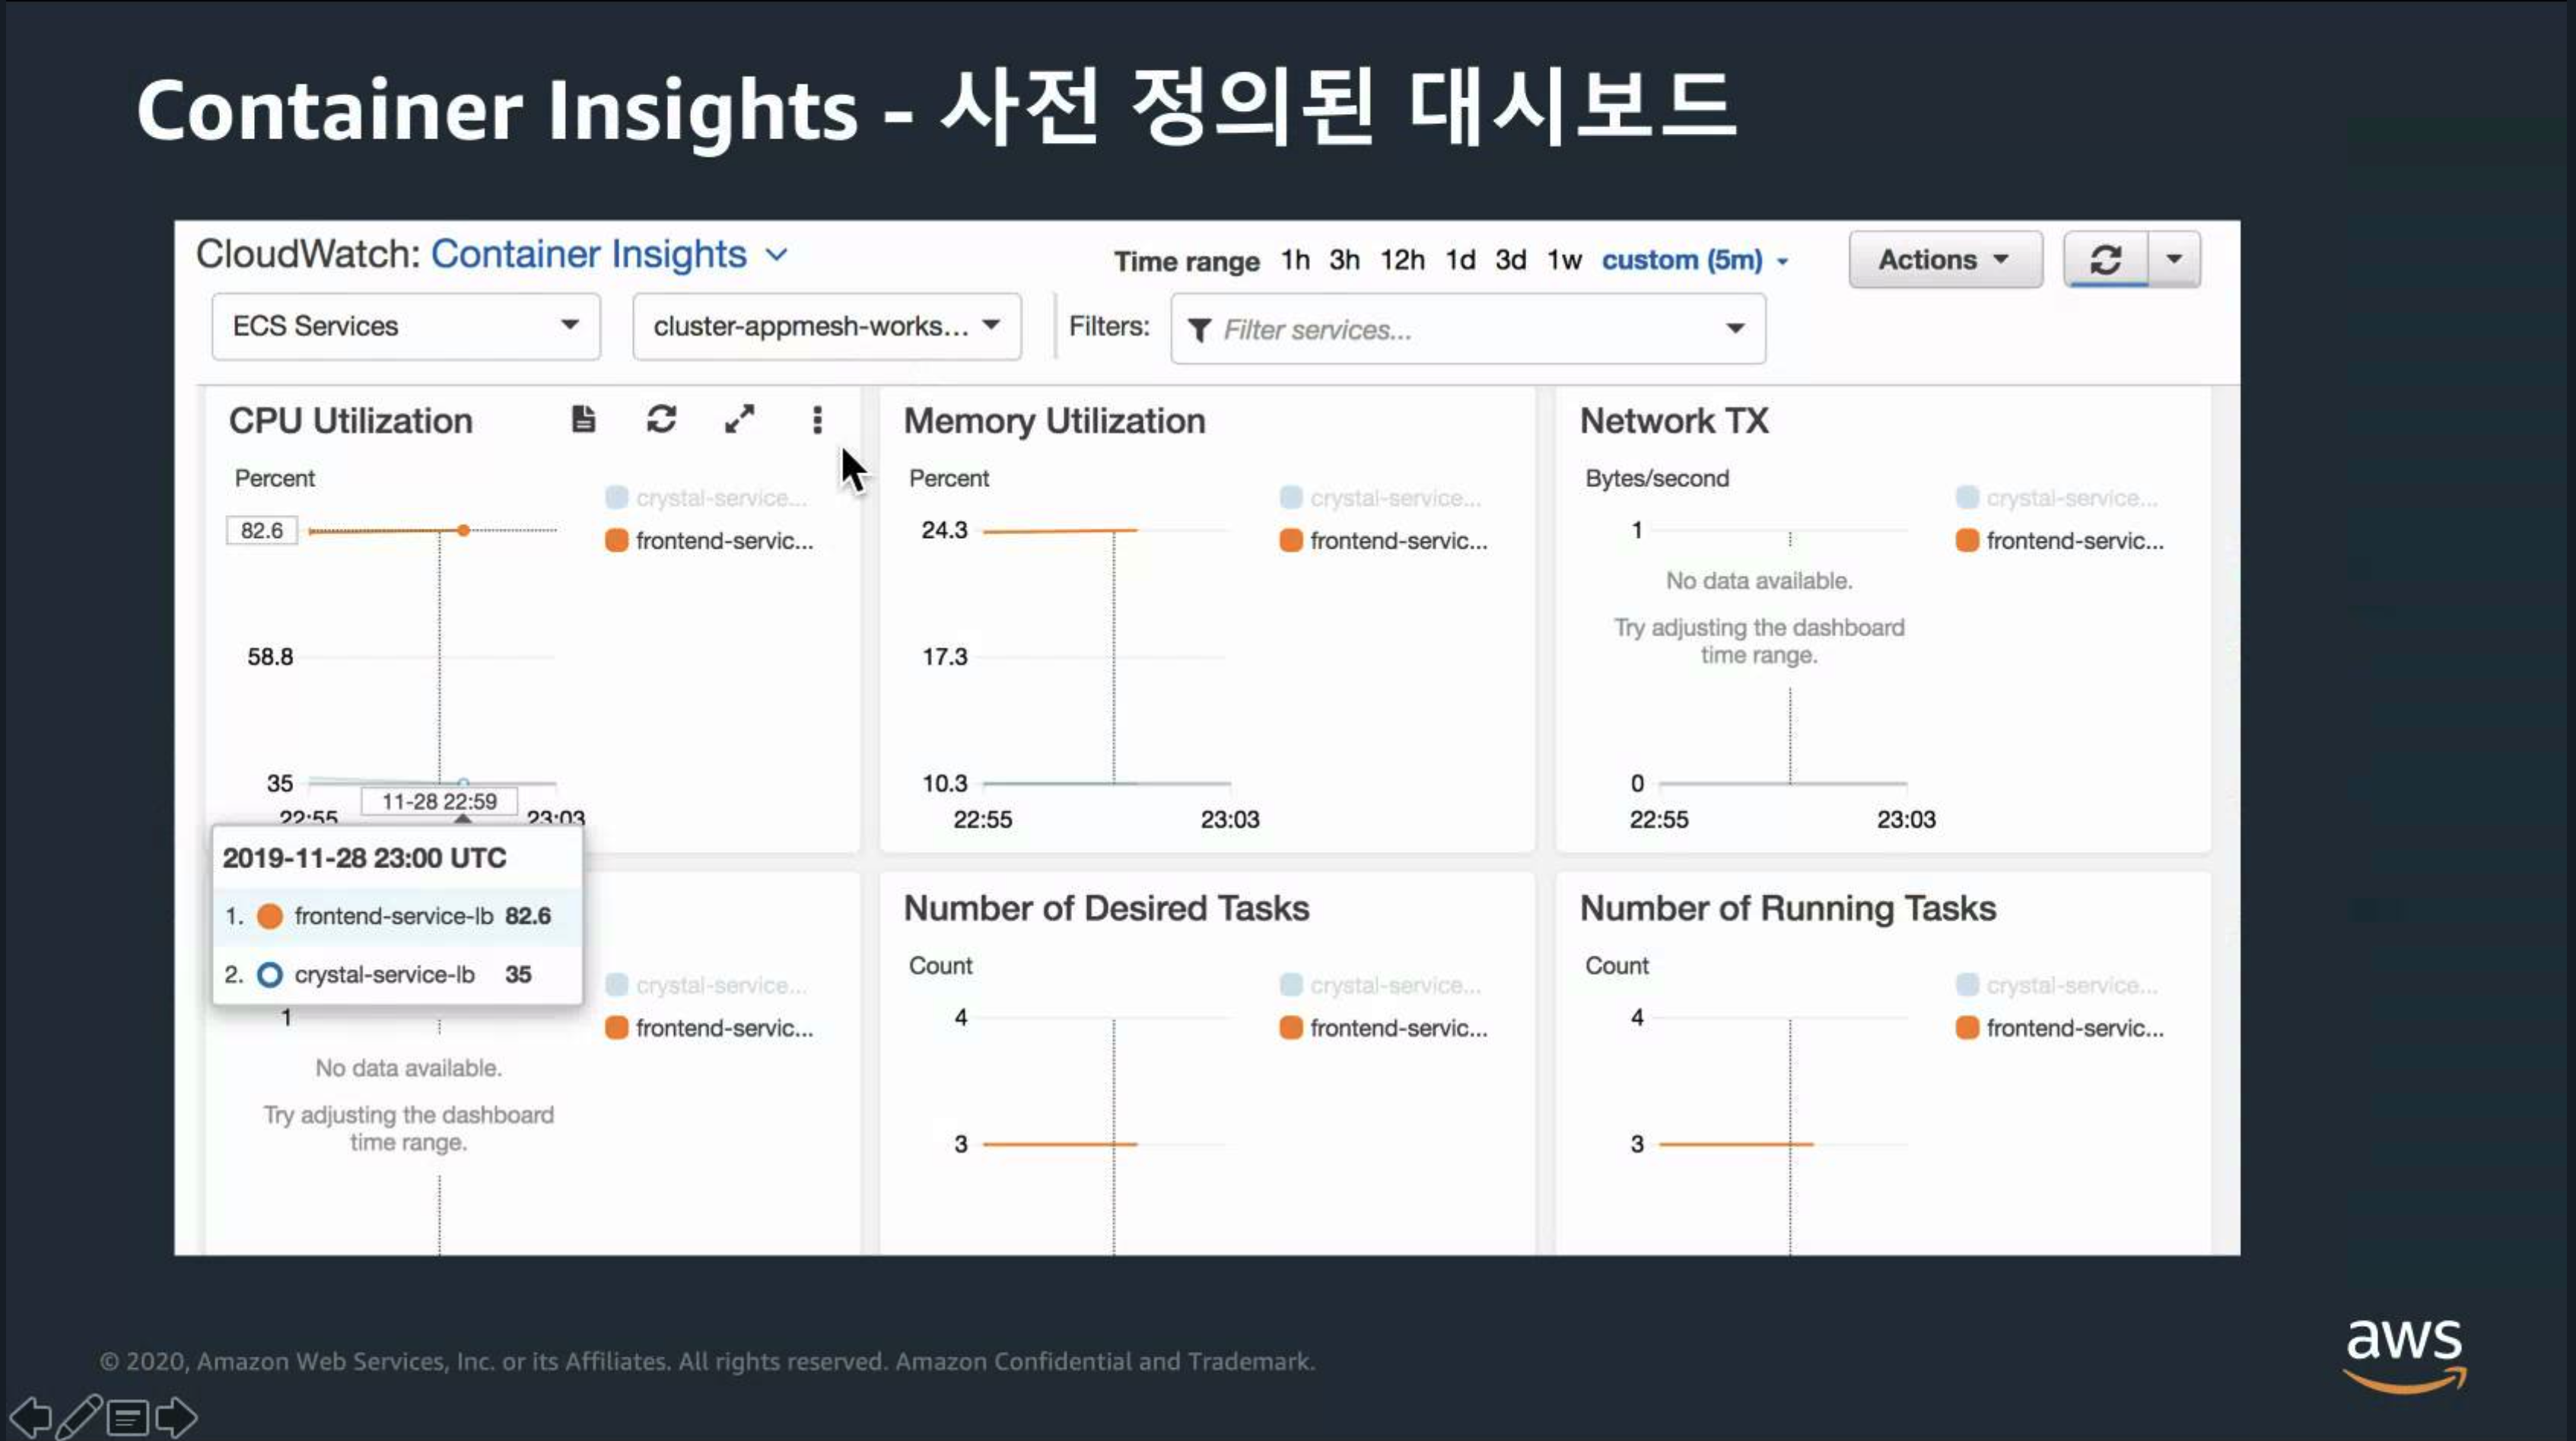 Container Insights - 사전 정의된 대시보드
CloudWatch: Container Insights
Time range 1h 3h 12h 1d 3d 1w custom (5m)
Actions
ECS Services
cluster-appmesh-works...
Filters:
Filter services...
CPU Utilization
Percent
82.6
58.8
35
22:55
11-28 22:59
23:03
crystal-service...
frontend-servic...
2019-11-28 23:00 UTC
1. frontend-service-lb 82.6
2. crystal-service-lb 35
Memory Utilization
Percent
24.3
17.3
10.3
22:55
23:03
crystal-service...
frontend-servic...
Network TX
Bytes/second
1
No data available.
Try adjusting the dashboard
time range.
0
22:55
23:03
crystal-service...
frontend-servic...
1
No data available.
Try adjusting the dashboard
time range.
crystal-service...
frontend-servic...
Number of Desired Tasks
Count
4
3
crystal-service...
frontend-servic...
Number of Running Tasks
Count
4
3
crystal-service...
frontend-servic...
© 2020, Amazon Web Services, Inc. or its Affiliates. All rights reserved. Amazon Confidential and Trademark.
aws